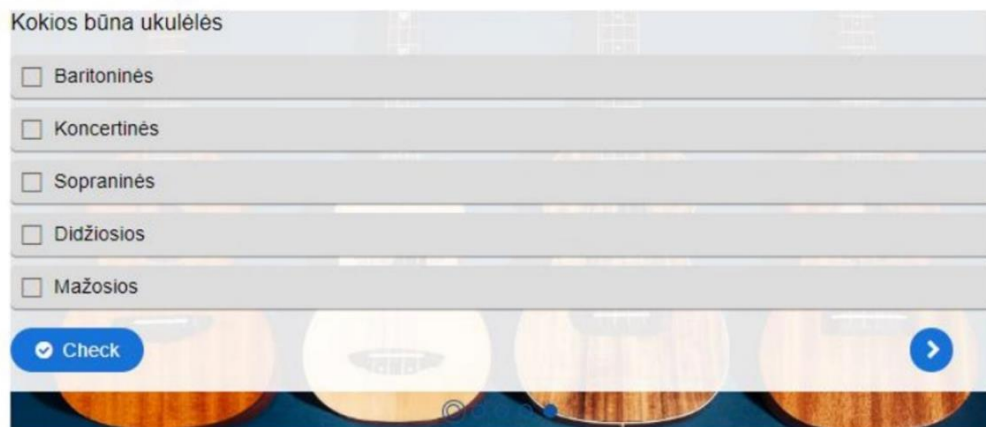 Kokios būna ukulėlės
Baritoninės
Koncertinės
Sopraninės
Didžiosios
Mažosios
Check